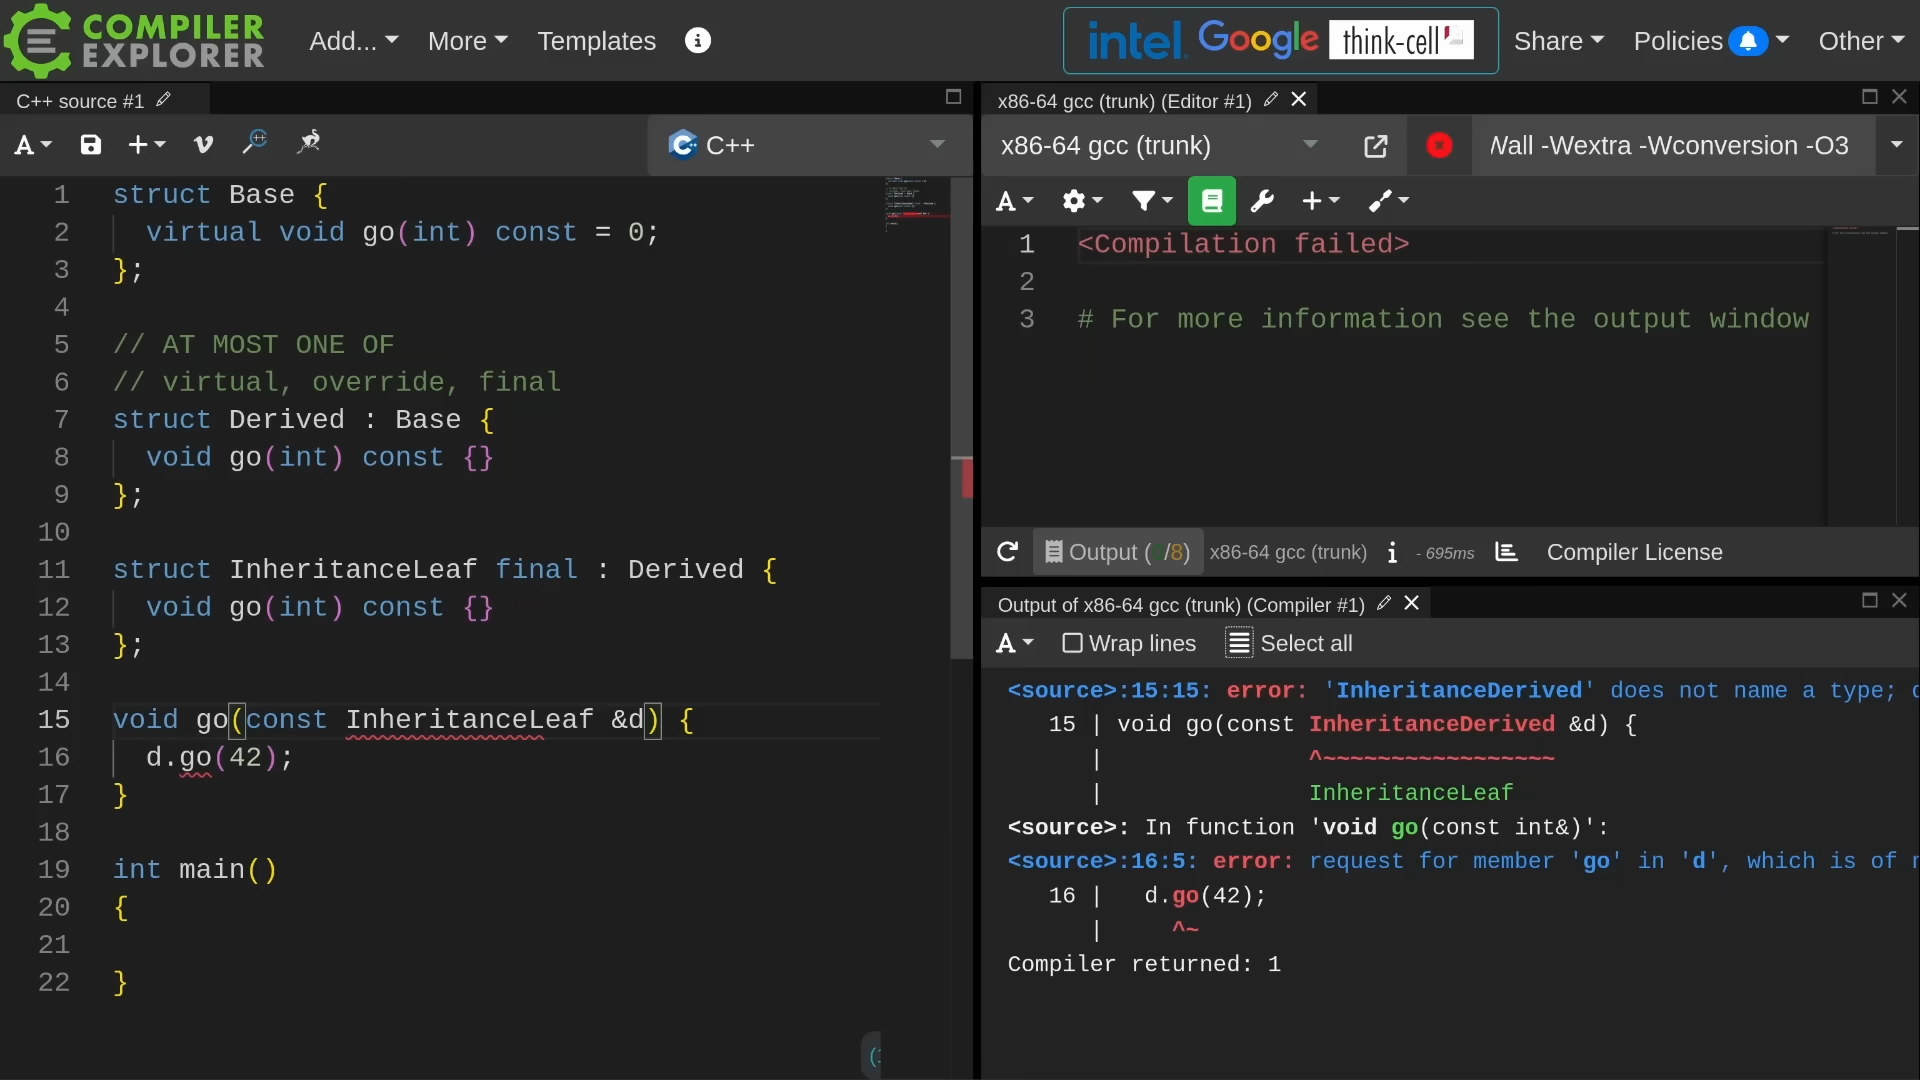 COMPILER EXPLORER
Add... More Templates
intel. Google think-cell
Share Policies Other
C++ source #1
C++
1 struct Base {
2 virtual void go(int) const = 0;
3 };
4
5 // AT MOST ONE OF
6 // virtual, override, final
7 struct Derived : Base {
8 void go(int) const {}
9 };
10
11 struct InheritanceLeaf final : Derived {
12 void go(int) const {}
13 };
14
15 void go(const InheritanceLeaf &d) {
16 d.go(42);
17 }
18
19 int main()
20 {
21
22 }
x86-64 gcc (trunk) (Editor #1)
x86-64 gcc (trunk)
Wall -Wextra -Wconversion -O3
1 <Compilation failed>
2
3 # For more information see the output window
Output ( /8) x86-64 gcc (trunk) - 695ms Compiler License
Output of x86-64 gcc (trunk) (Compiler #1)
Wrap lines Select all
<source>:15:15: error: 'InheritanceDerived' does not name a type;
15 | void go(const InheritanceDerived &d) {
| ^~~~~~~~~~~~~~~~~~
| InheritanceLeaf
<source>: In function 'void go(const int&)':
<source>:16:5: error: request for member 'go' in 'd', which is of
16 | d.go(42);
| ^~
Compiler returned: 1